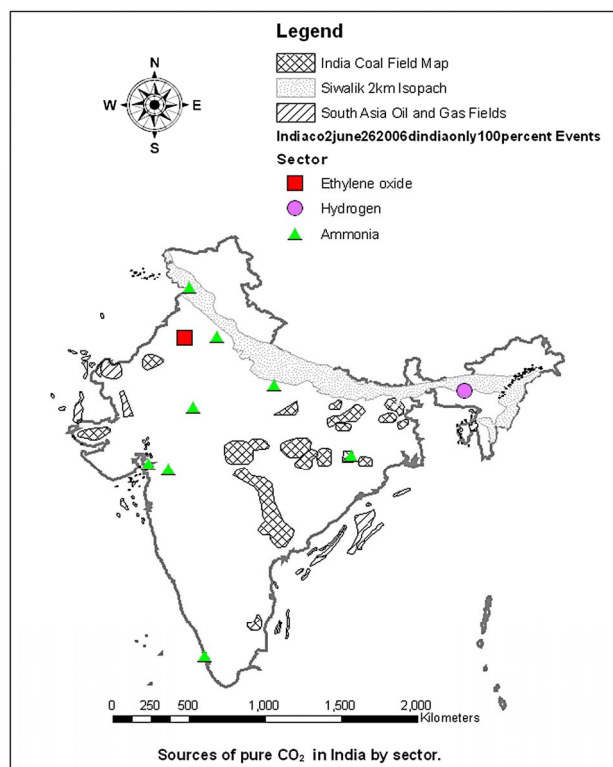 Legend
N
W E
S
India Coal Field Map
Siwalik 2km Isopach
South Asia Oil and Gas Fields
Indiaco2june262006dindiaonly100percent Events
Sector
Ethylene oxide
Hydrogen
Ammonia
0 250 500 1,000 1,500 2,000
Kilometers
Sources of pure CO₂ in India by sector.